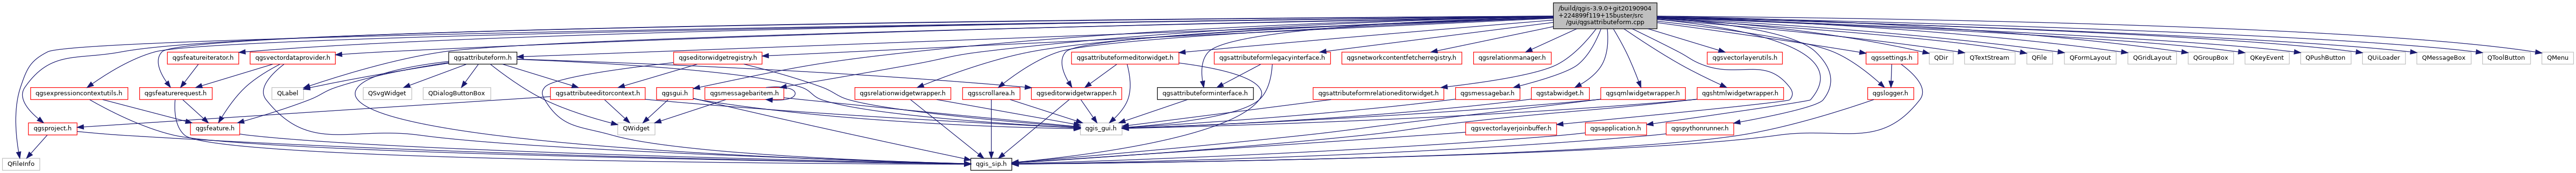 /build/qgis-3.9.0+git20190904
+224899f119+15buster/src
/gui/qgsattributeform.cpp
qgsfeatureiterator.h
qgsvectordataprovider.h
qgsattributeform.h
qgseditorwidgetregistry.h
qgsattributeformeditorwidget.h
qgsattributeformlegacyinterface.h
qgsnetworkcontentfetcherregistry.h
qgsrelationmanager.h
qgsvectorlayerutils.h
qgssettings.h
QDir
QTextStream
QFile
QFormLayout
QGridLayout
QGroupBox
QKeyEvent
QPushButton
QUiLoader
QMessageBox
QToolButton
QMenu
qgsexpressioncontextutils.h
qgsfeaturerequest.h
QLabel
QSvgWidget
QDialogButtonBox
qgsattributeeditorcontext.h
qgsgui.h
qgsmessagebaritem.h
qgsrelationwidgetwrapper.h
qgsscrollarea.h
qgseditorwidgetwrapper.h
qgsattributeforminterface.h
qgsattributeformrelationeditorwidget.h
qgsmessagebar.h
qgstabwidget.h
qgsqmlwidgetwrapper.h
qgshtmlwidgetwrapper.h
qgslogger.h
qgsproject.h
qgsfeature.h
QWidget
qgis_gui.h
qgsvectorlayerjoinbuffer.h
qgsapplication.h
qgspythonrunner.h
QFileInfo
qgis_sip.h